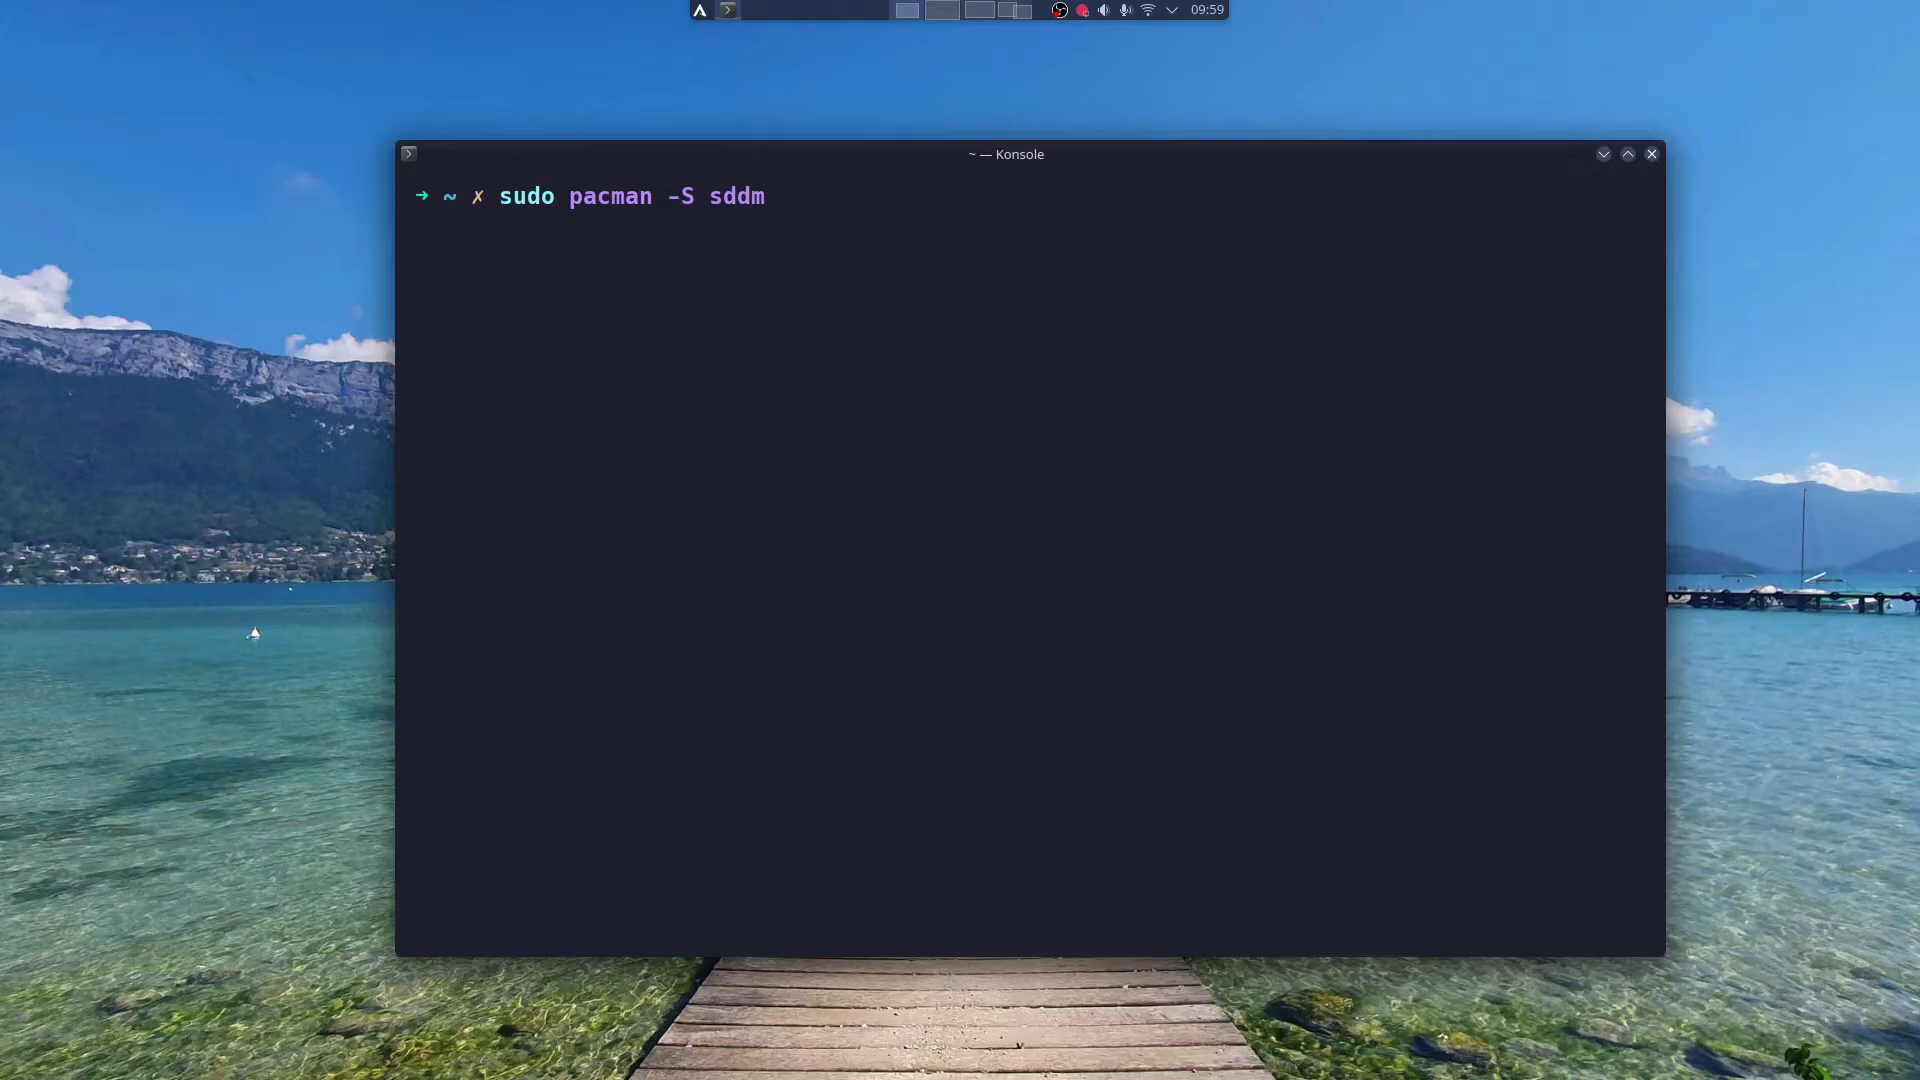 09:59
~ — Konsole
➜ ~ ✗ sudo pacman -S sddm